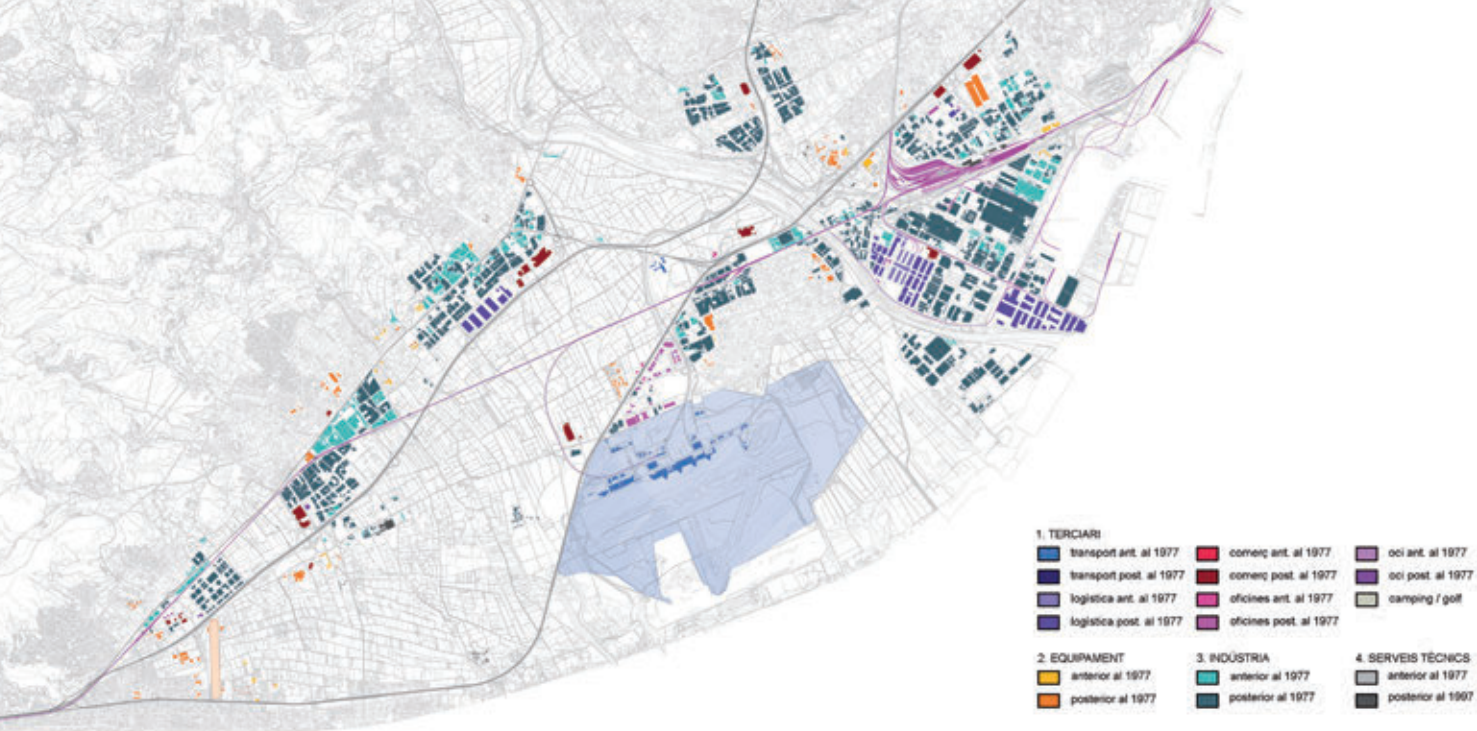 1. TERCIARI
transport ant. al 1977
transport post. al 1977
logística ant. al 1977
logística post. al 1977
comerç ant. al 1977
comerç post. al 1977
oficines ant. al 1977
oficines post. al 1977
oci ant. al 1977
oci post. al 1977
camping / golf
2. EQUIPAMENT
anterior al 1977
posterior al 1977
3. INDÚSTRIA
anterior al 1977
posterior al 1977
4. SERVEIS TÈCNICS
anterior al 1977
posterior al 1997